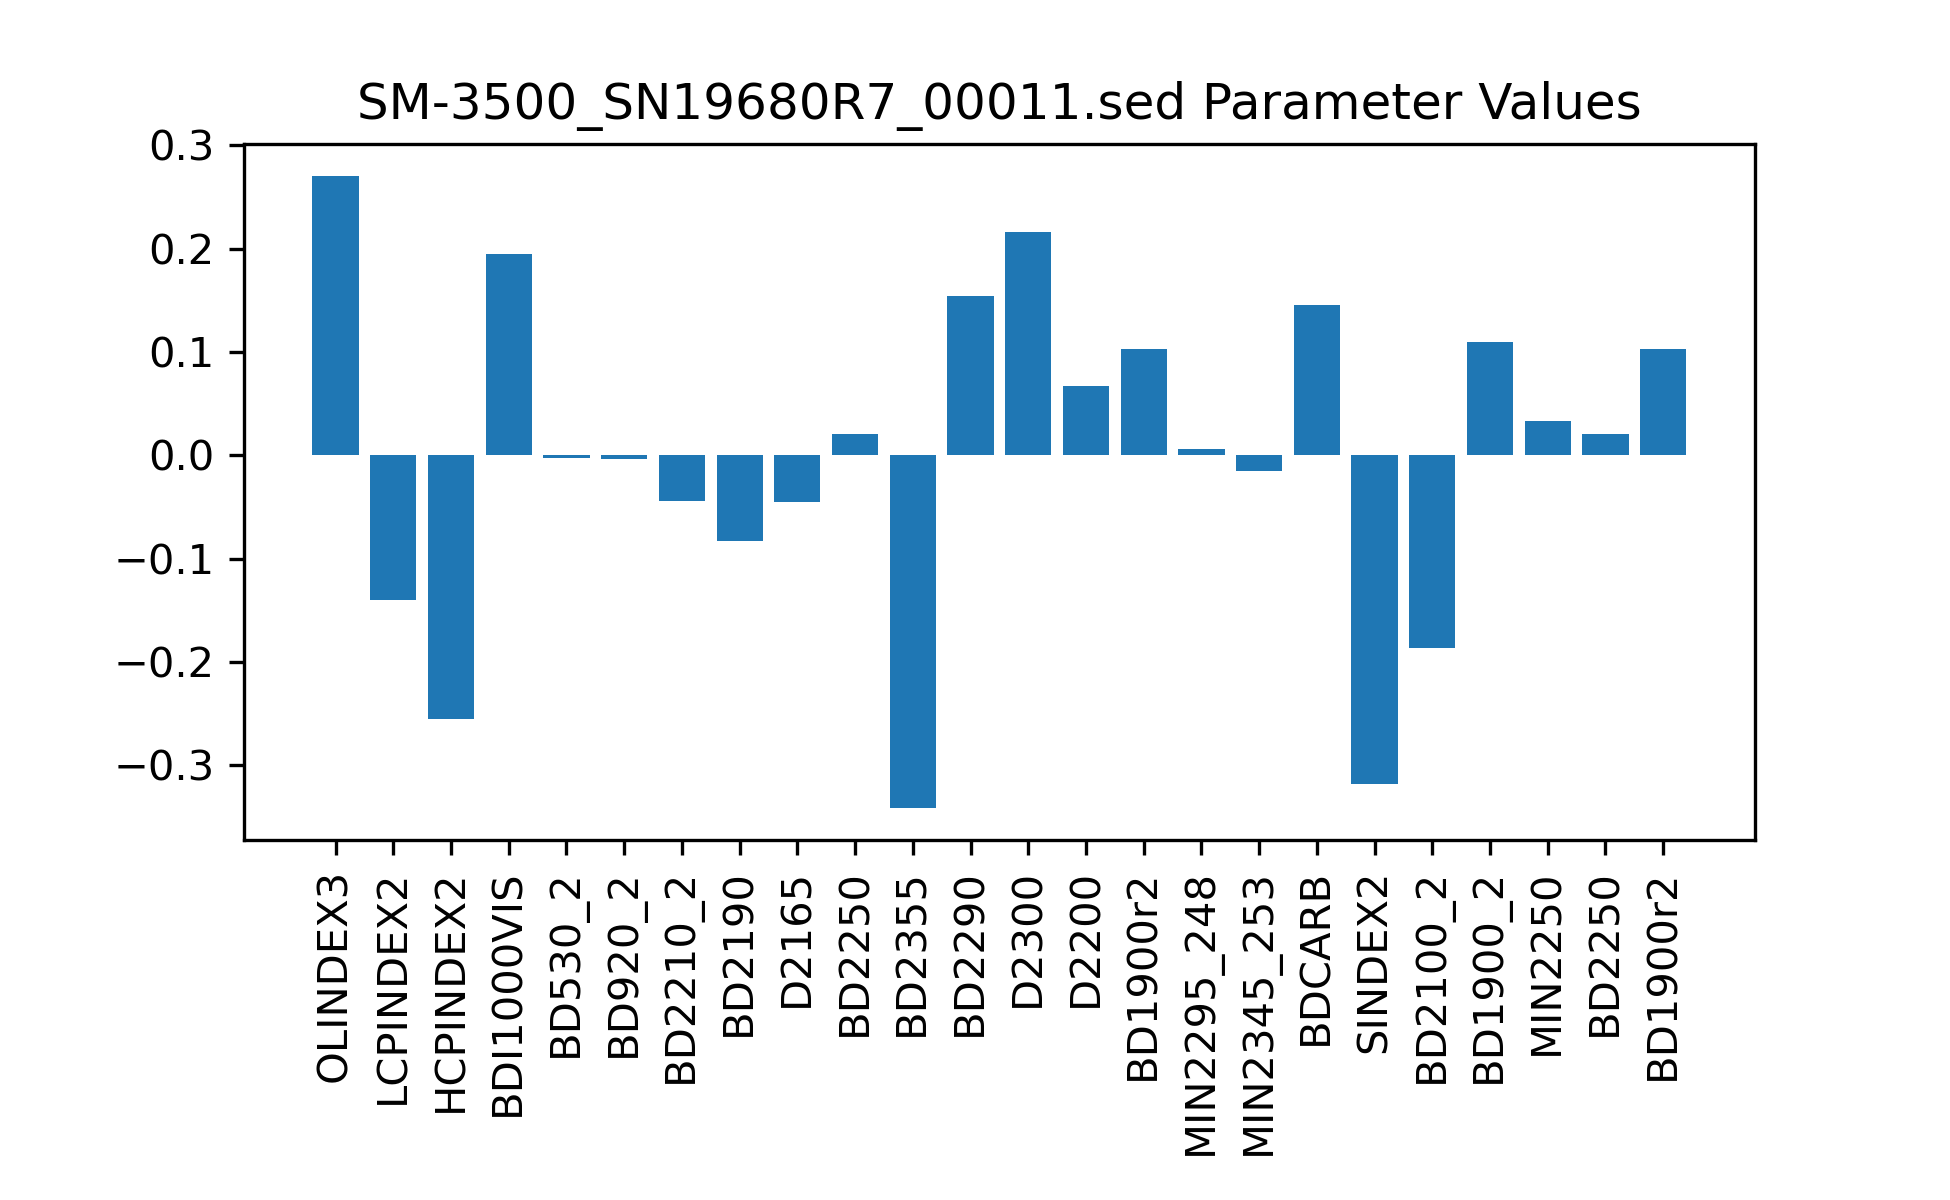 SM-3500_SN19680R7_00011.sed Parameter Values
0.3
0.2
0.1
0.0
−0.1
−0.2
−0.3
OLINDEX3
LCPINDEX2
HCPINDEX2
BDI1000VIS
BD530_2
BD920_2
BD2210_2
BD2190
D2165
BD2250
BD2355
BD2290
D2300
D2200
BD1900r2
MIN2295_248
MIN2345_253
BDCARB
SINDEX2
BD2100_2
BD1900_2
MIN2250
BD2250
BD1900r2